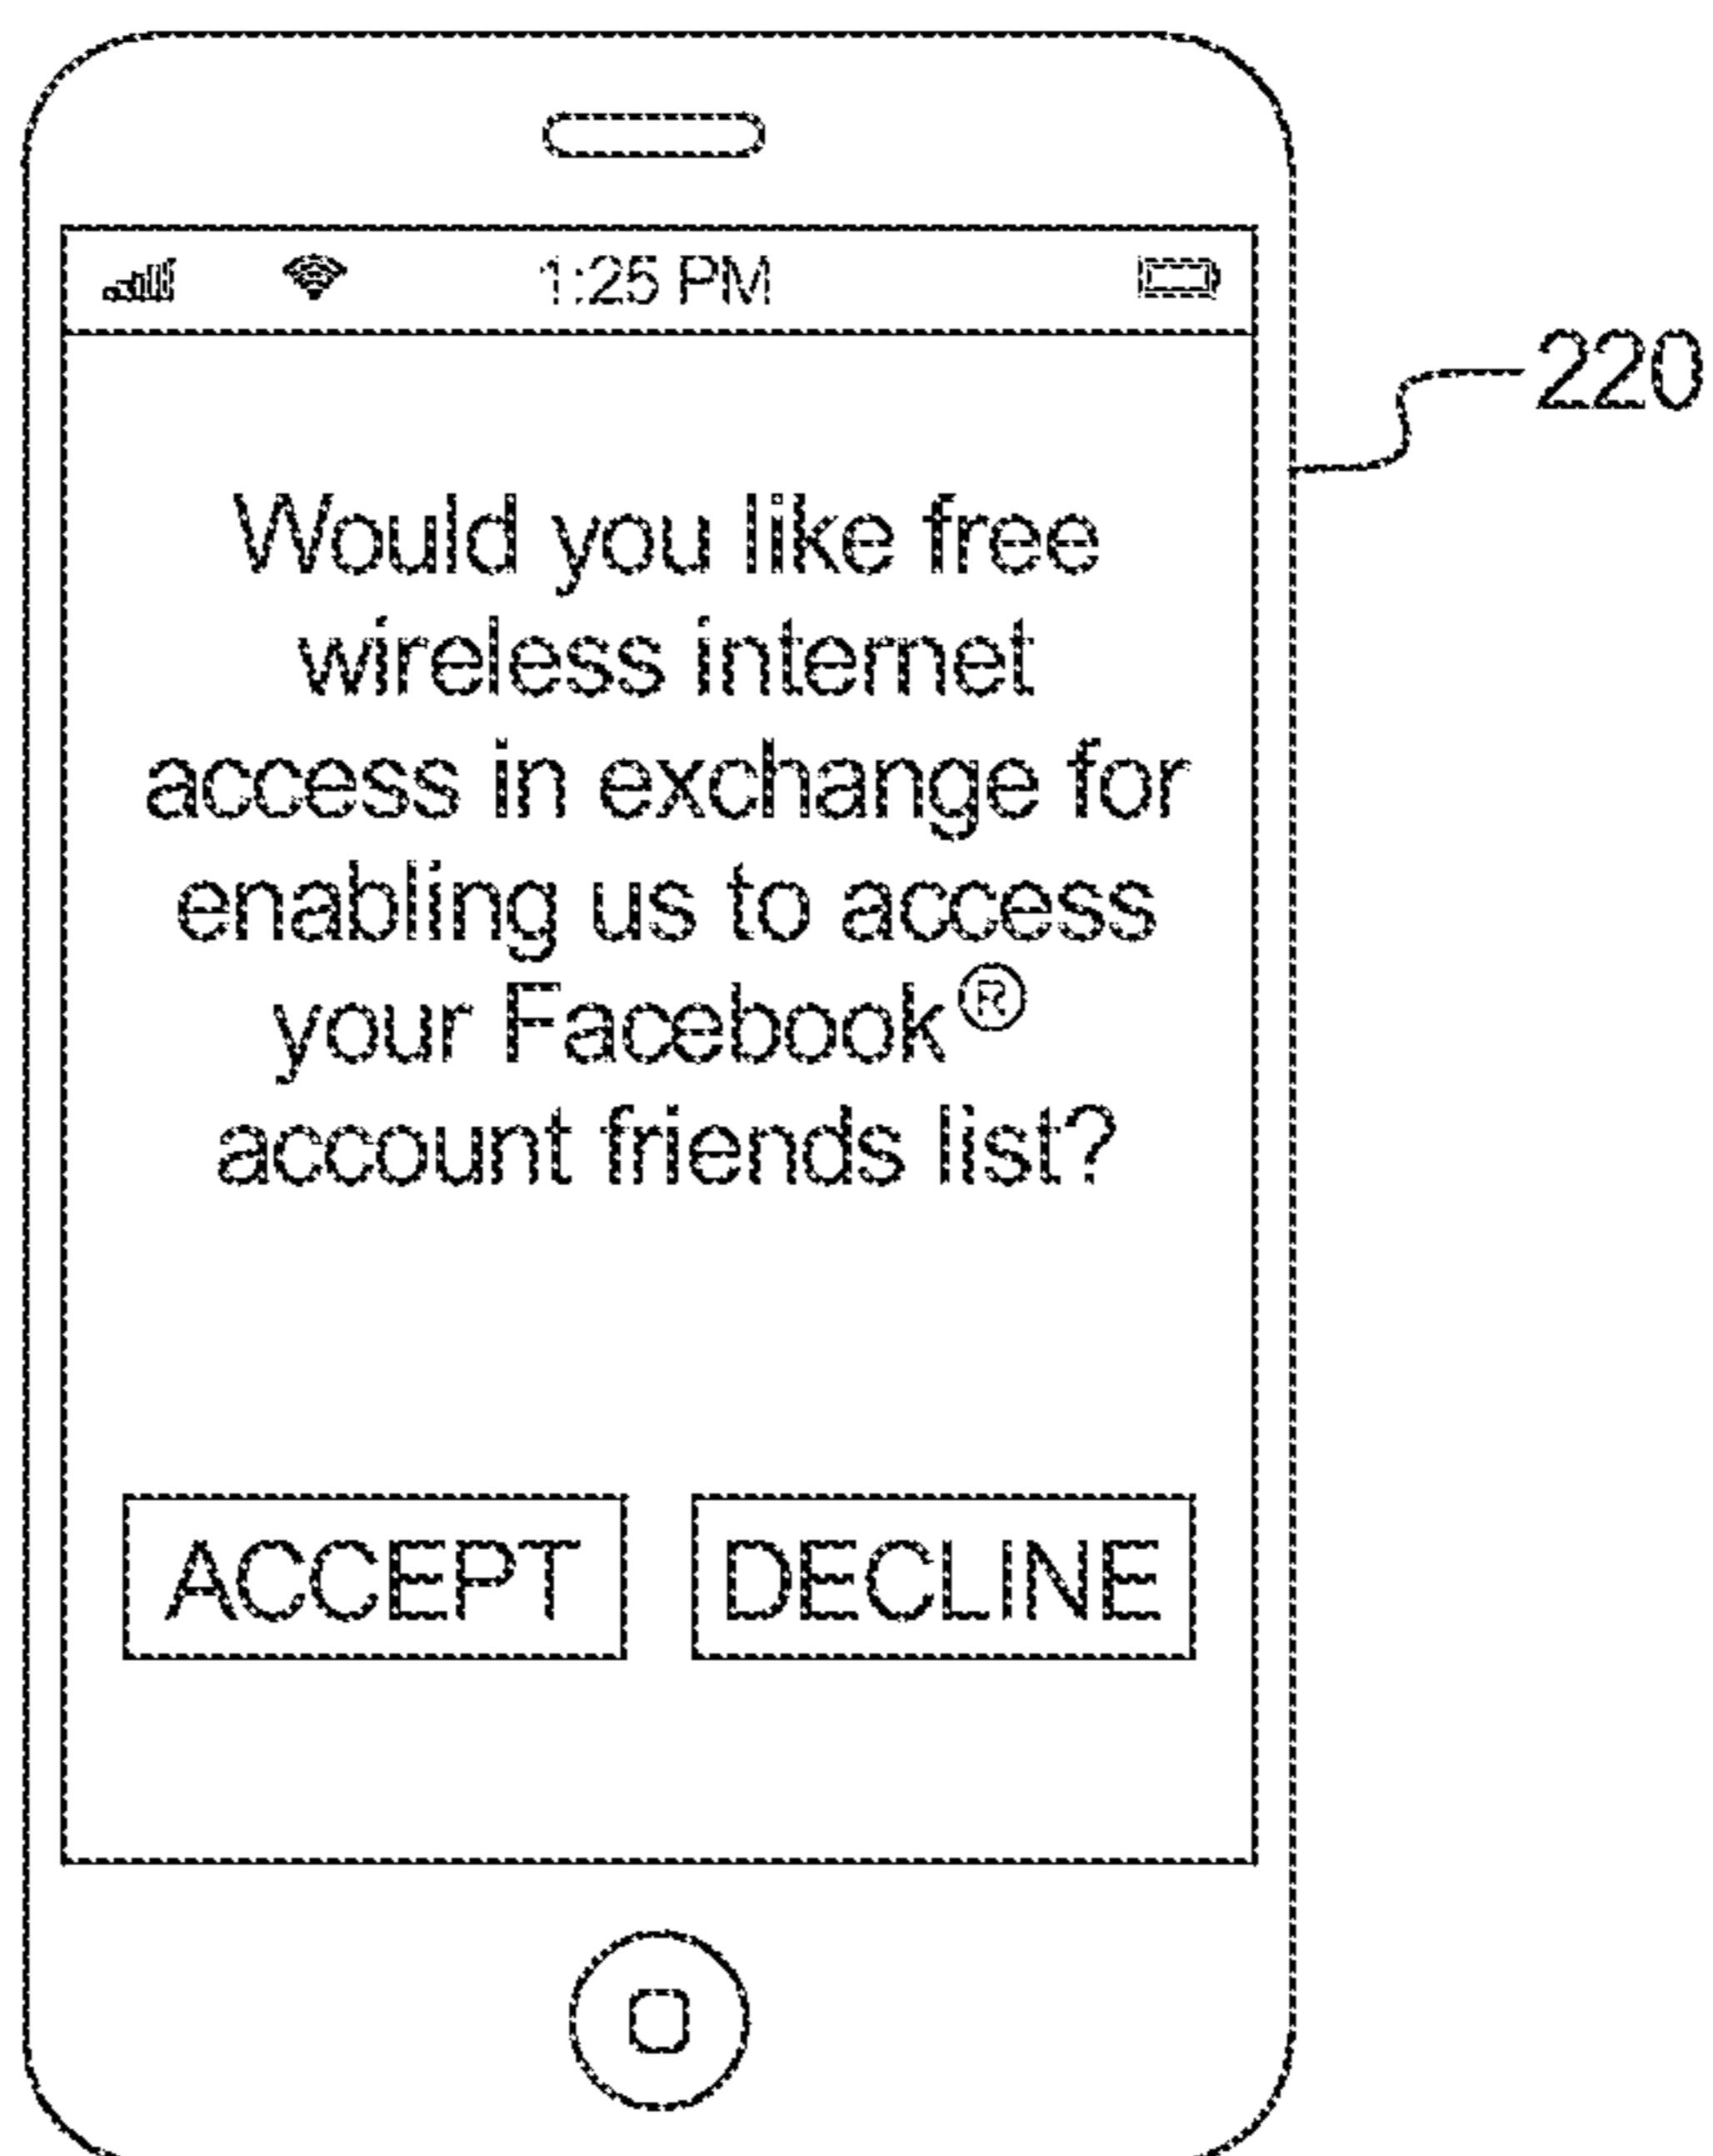 1:25 PM
220
Would you like free
wireless internet
access in exchange for
enabling us to access
your Facebook®
account friends list?
ACCEPT DECLINE